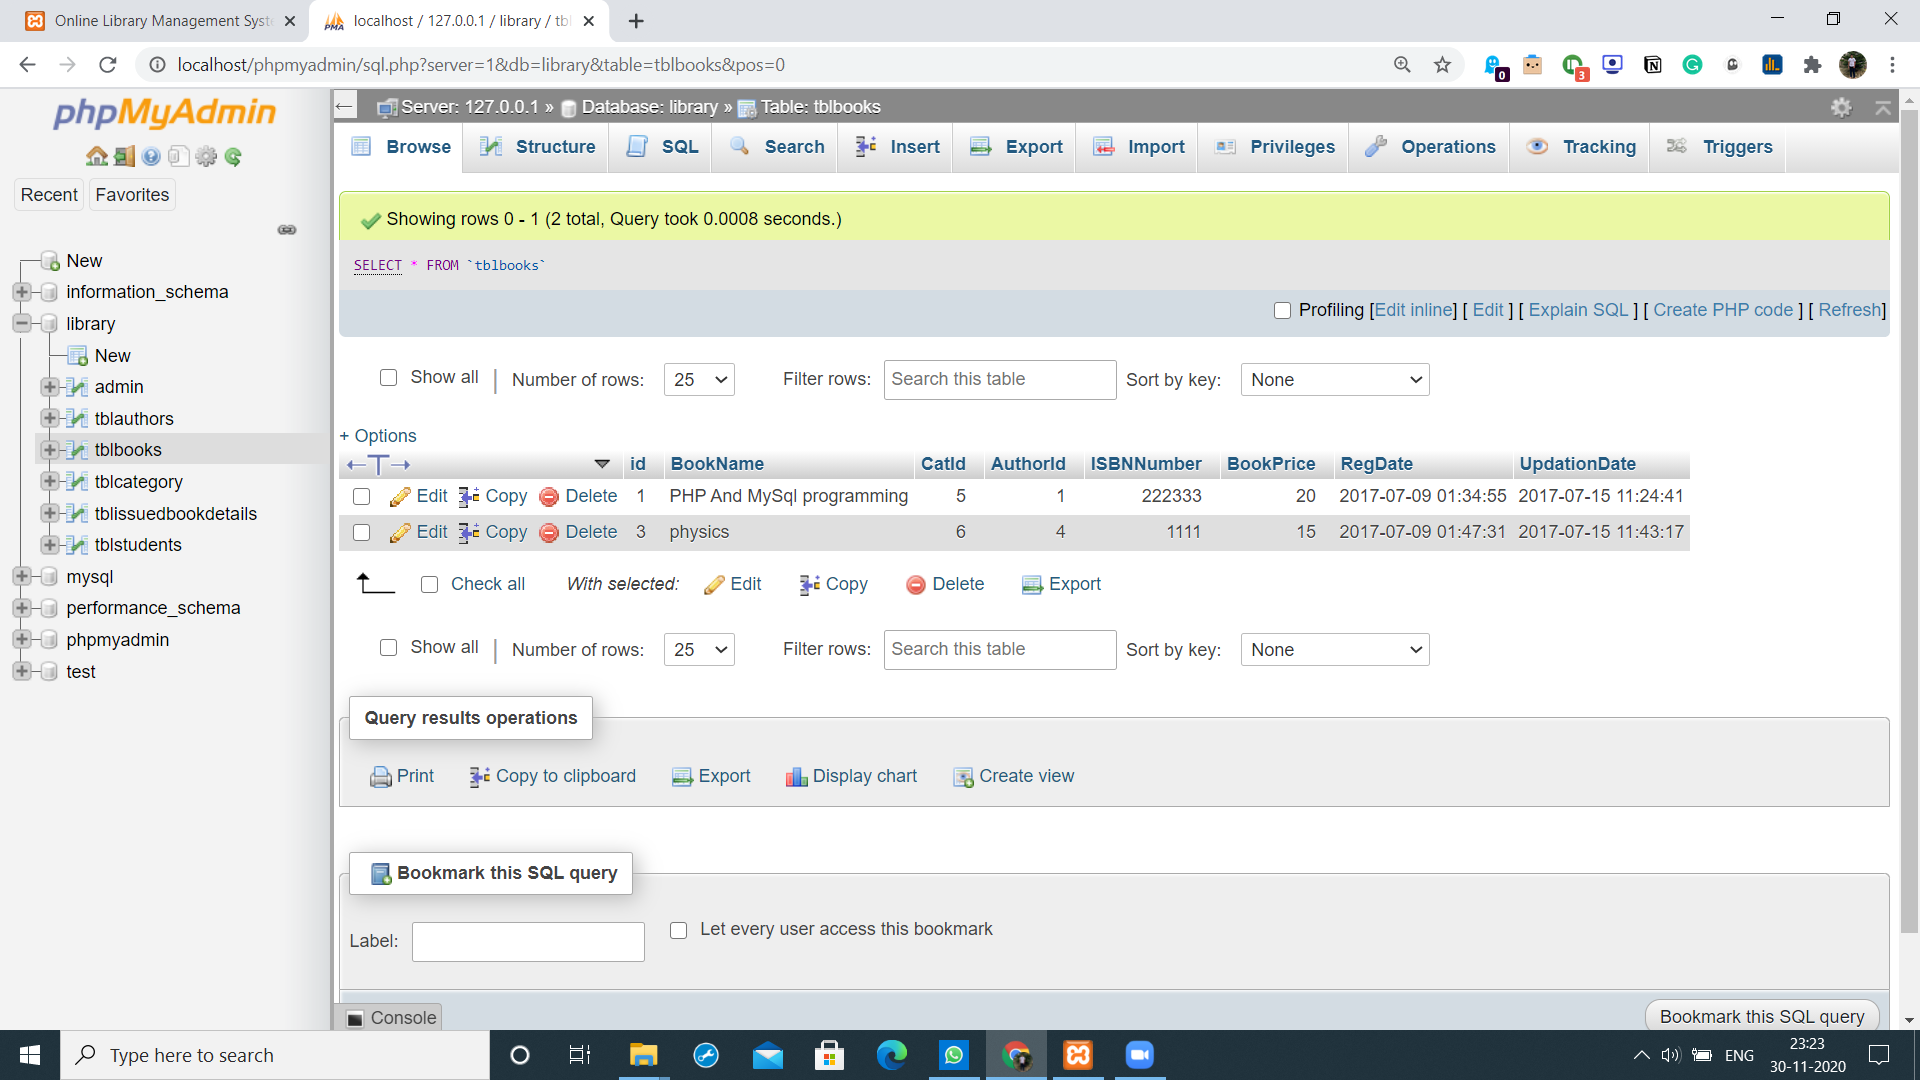 Online Library Management Syste
localhost / 127.0.0.1 / library / tbl
localhost/phpmyadmin/sql.php?server=1&db=library&table=tblbooks&pos=0
0
3
phpMyAdmin
Recent Favorites
New
information_schema
library
New
admin
tblauthors
tblbooks
tblcategory
tblissuedbookdetails
tblstudents
mysql
performance_schema
phpmyadmin
test
Server: 127.0.0.1 » Database: library » Table: tblbooks
Browse Structure SQL Search Insert Export Import Privileges Operations Tracking Triggers
Showing rows 0 - 1 (2 total, Query took 0.0008 seconds.)
SELECT * FROM `tblbooks`
Profiling [Edit inline] [ Edit ] [ Explain SQL ] [ Create PHP code ] [ Refresh]
Show all | Number of rows: 25 Filter rows: Search this table Sort by key: None
+ Options
←T→ id BookName CatId AuthorId ISBNNumber BookPrice RegDate UpdationDate
Edit Copy Delete 1 PHP And MySql programming 5 1 222333 20 2017-07-09 01:34:55 2017-07-15 11:24:41
Edit Copy Delete 3 physics 6 4 1111 15 2017-07-09 01:47:31 2017-07-15 11:43:17
Check all With selected: Edit Copy Delete Export
Show all | Number of rows: 25 Filter rows: Search this table Sort by key: None
Query results operations
Print Copy to clipboard Export Display chart Create view
Bookmark this SQL query
Label: Let every user access this bookmark
Console Bookmark this SQL query
Type here to search
ENG
23:23
30-11-2020